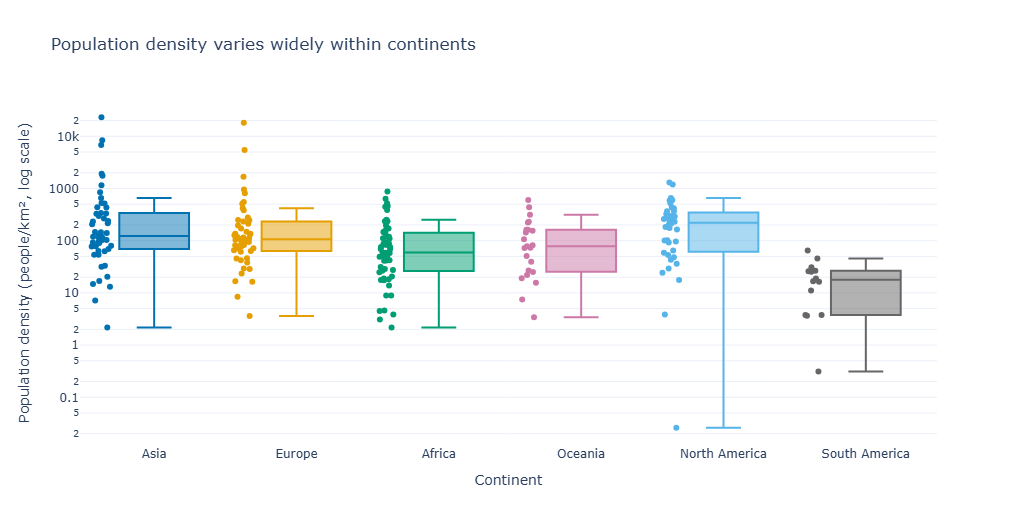 Population density varies widely within continents
Population density (people/km², log scale)
2
10k
5
2
1000
5
2
100
5
2
10
5
2
1
5
2
0.1
5
2
Asia
Europe
Africa
Oceania
North America
South America
Continent